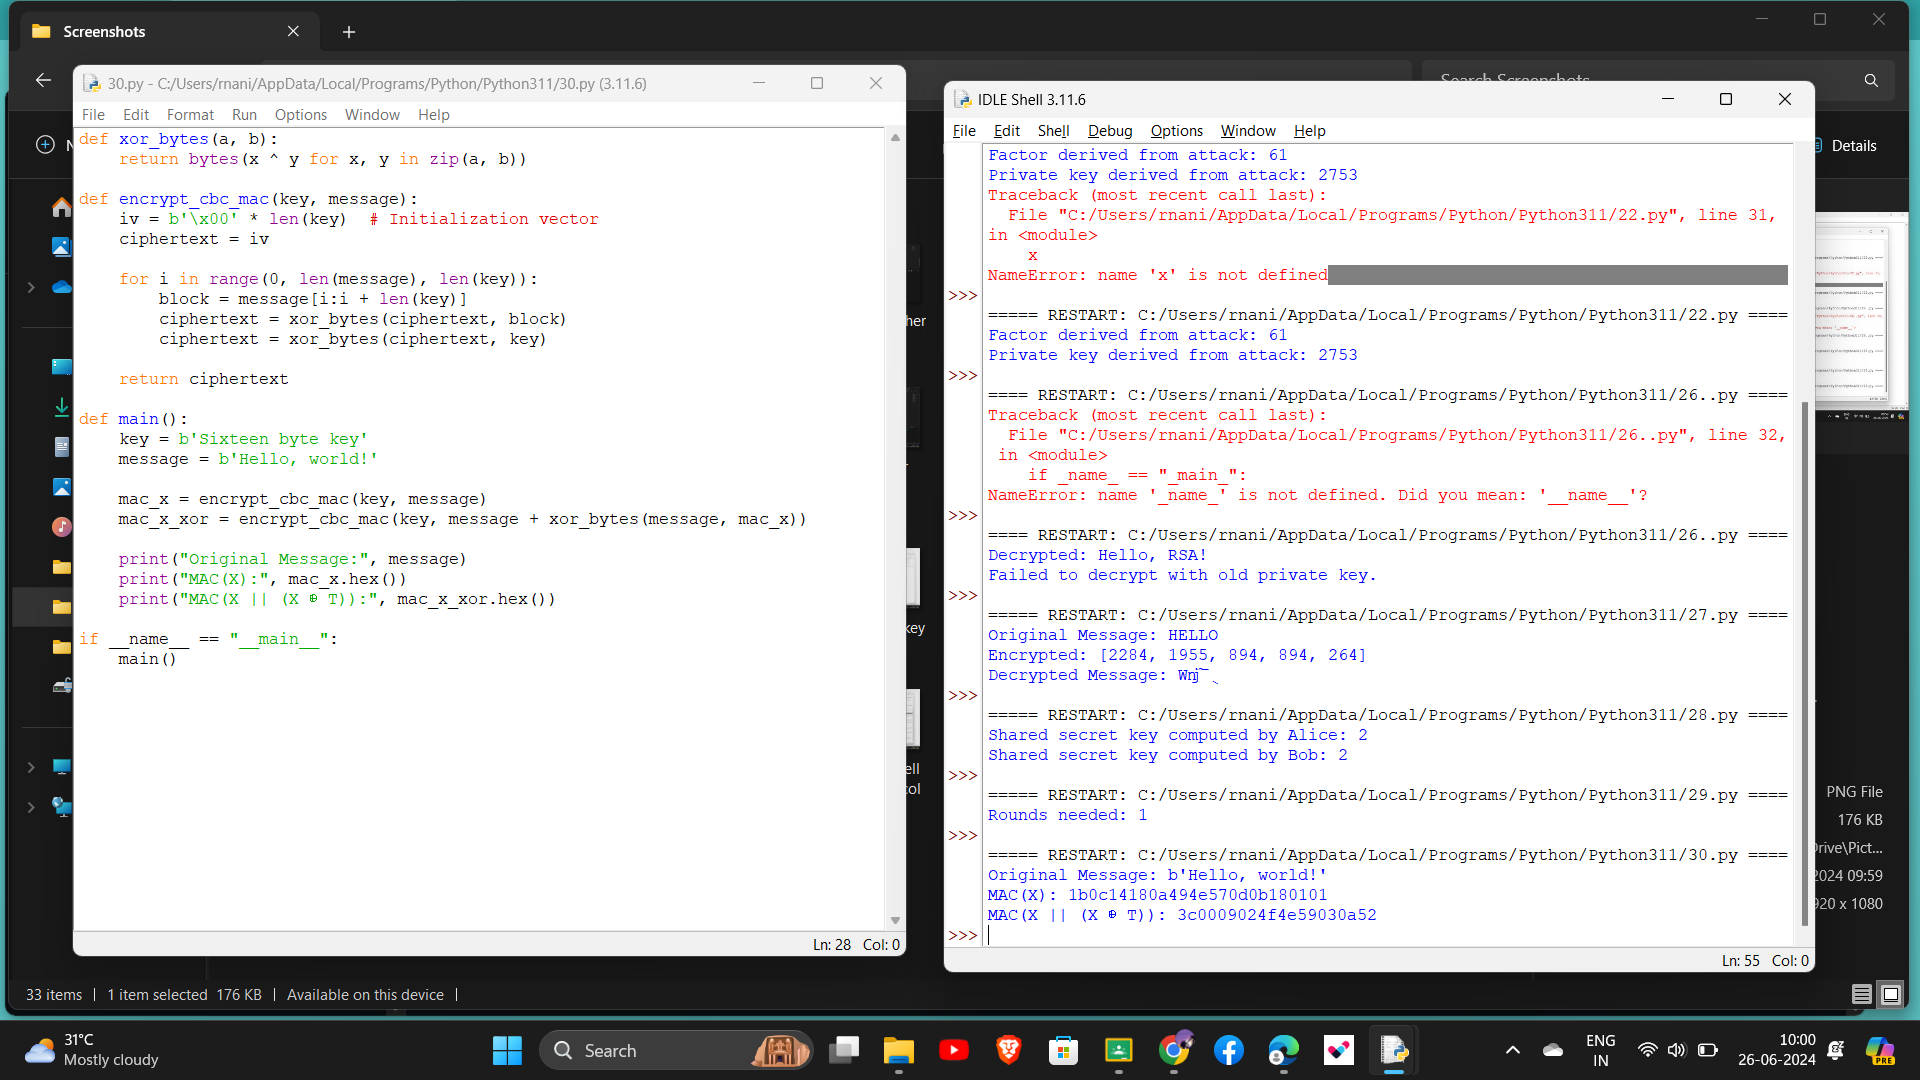 Screenshots
Search Screenshots
Details
30.py - C:/Users/rnani/AppData/Local/Programs/Python/Python311/30.py (3.11.6)
File Edit Format Run Options Window Help
def xor_bytes(a, b):
    return bytes(x ^ y for x, y in zip(a, b))
def encrypt_cbc_mac(key, message):
    iv = b'\x00' * len(key)  # Initialization vector
    ciphertext = iv
    for i in range(0, len(message), len(key)):
        block = message[i:i + len(key)]
        ciphertext = xor_bytes(ciphertext, block)
        ciphertext = xor_bytes(ciphertext, key)
    return ciphertext
def main():
    key = b'Sixteen byte key'
    message = b'Hello, world!'
    mac_x = encrypt_cbc_mac(key, message)
    mac_x_xor = encrypt_cbc_mac(key, message + xor_bytes(message, mac_x))
    print("Original Message:", message)
    print("MAC(X):", mac_x.hex())
    print("MAC(X || (X ⊕ T)):", mac_x_xor.hex())
if __name__ == "__main__":
    main()
Ln: 28 Col: 0
IDLE Shell 3.11.6
File Edit Shell Debug Options Window Help
Factor derived from attack: 61
Private key derived from attack: 2753
Traceback (most recent call last):
  File "C:/Users/rnani/AppData/Local/Programs/Python/Python311/22.py", line 31,
in <module>
    x
NameError: name 'x' is not defined
>>>
===== RESTART: C:/Users/rnani/AppData/Local/Programs/Python/Python311/22.py ====
Factor derived from attack: 61
Private key derived from attack: 2753
>>>
==== RESTART: C:/Users/rnani/AppData/Local/Programs/Python/Python311/26..py ====
Traceback (most recent call last):
  File "C:/Users/rnani/AppData/Local/Programs/Python/Python311/26..py", line 32,
 in <module>
    if _name_ == "_main_":
NameError: name '_name_' is not defined. Did you mean: '__name__'?
>>>
==== RESTART: C:/Users/rnani/AppData/Local/Programs/Python/Python311/26..py ====
Decrypted: Hello, RSA!
Failed to decrypt with old private key.
>>>
===== RESTART: C:/Users/rnani/AppData/Local/Programs/Python/Python311/27.py ====
Original Message: HELLO
Encrypted: [2284, 1955, 894, 894, 264]
Decrypted Message:
>>>
===== RESTART: C:/Users/rnani/AppData/Local/Programs/Python/Python311/28.py ====
Shared secret key computed by Alice: 2
Shared secret key computed by Bob: 2
>>>
===== RESTART: C:/Users/rnani/AppData/Local/Programs/Python/Python311/29.py ====
Rounds needed: 1
>>>
===== RESTART: C:/Users/rnani/AppData/Local/Programs/Python/Python311/30.py ====
Original Message: b'Hello, world!'
MAC(X): 1b0c14180a494e570d0b180101
MAC(X || (X ⊕ T)): 3c0009024f4e59030a52
>>>
Ln: 55 Col: 0
her
key
ell
col
PNG File
176 KB
rive\Pict...
2024 09:59
920 x 1080
33 items | 1 item selected 176 KB | Available on this device |
31°C
Mostly cloudy
Search
PRE
ENG
IN
10:00
26-06-2024